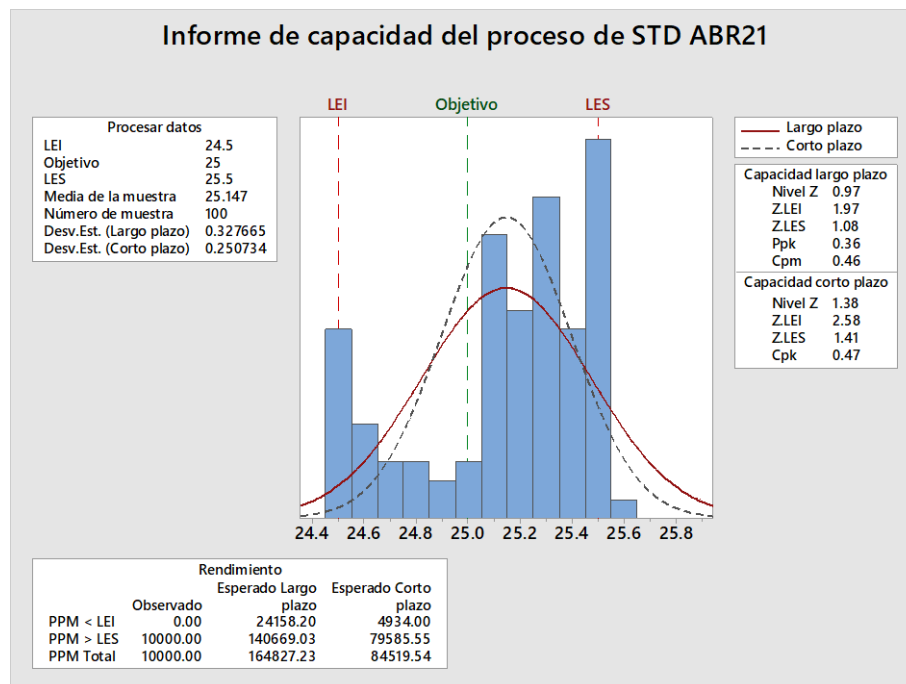 Informe de capacidad del proceso de STD ABR21
LEI Objetivo LES
Procesar datos
LEI 24.5
Objetivo 25
LES 25.5
Media de la muestra 25.147
Número de muestra 100
Desv.Est. (Largo plazo) 0.327665
Desv.Est. (Corto plazo) 0.250734
Largo plazo
Corto plazo
Capacidad largo plazo
Nivel Z 0.97
Z.LEI 1.97
Z.LES 1.08
Ppk 0.36
Cpm 0.46
Capacidad corto plazo
Nivel Z 1.38
Z.LEI 2.58
Z.LES 1.41
Cpk 0.47
24.4 24.6 24.8 25.0 25.2 25.4 25.6 25.8
Rendimiento
Esperado Largo Esperado Corto
Observado plazo plazo
PPM < LEI 0.00 24158.20 4934.00
PPM > LES 10000.00 140669.03 79585.55
PPM Total 10000.00 164827.23 84519.54